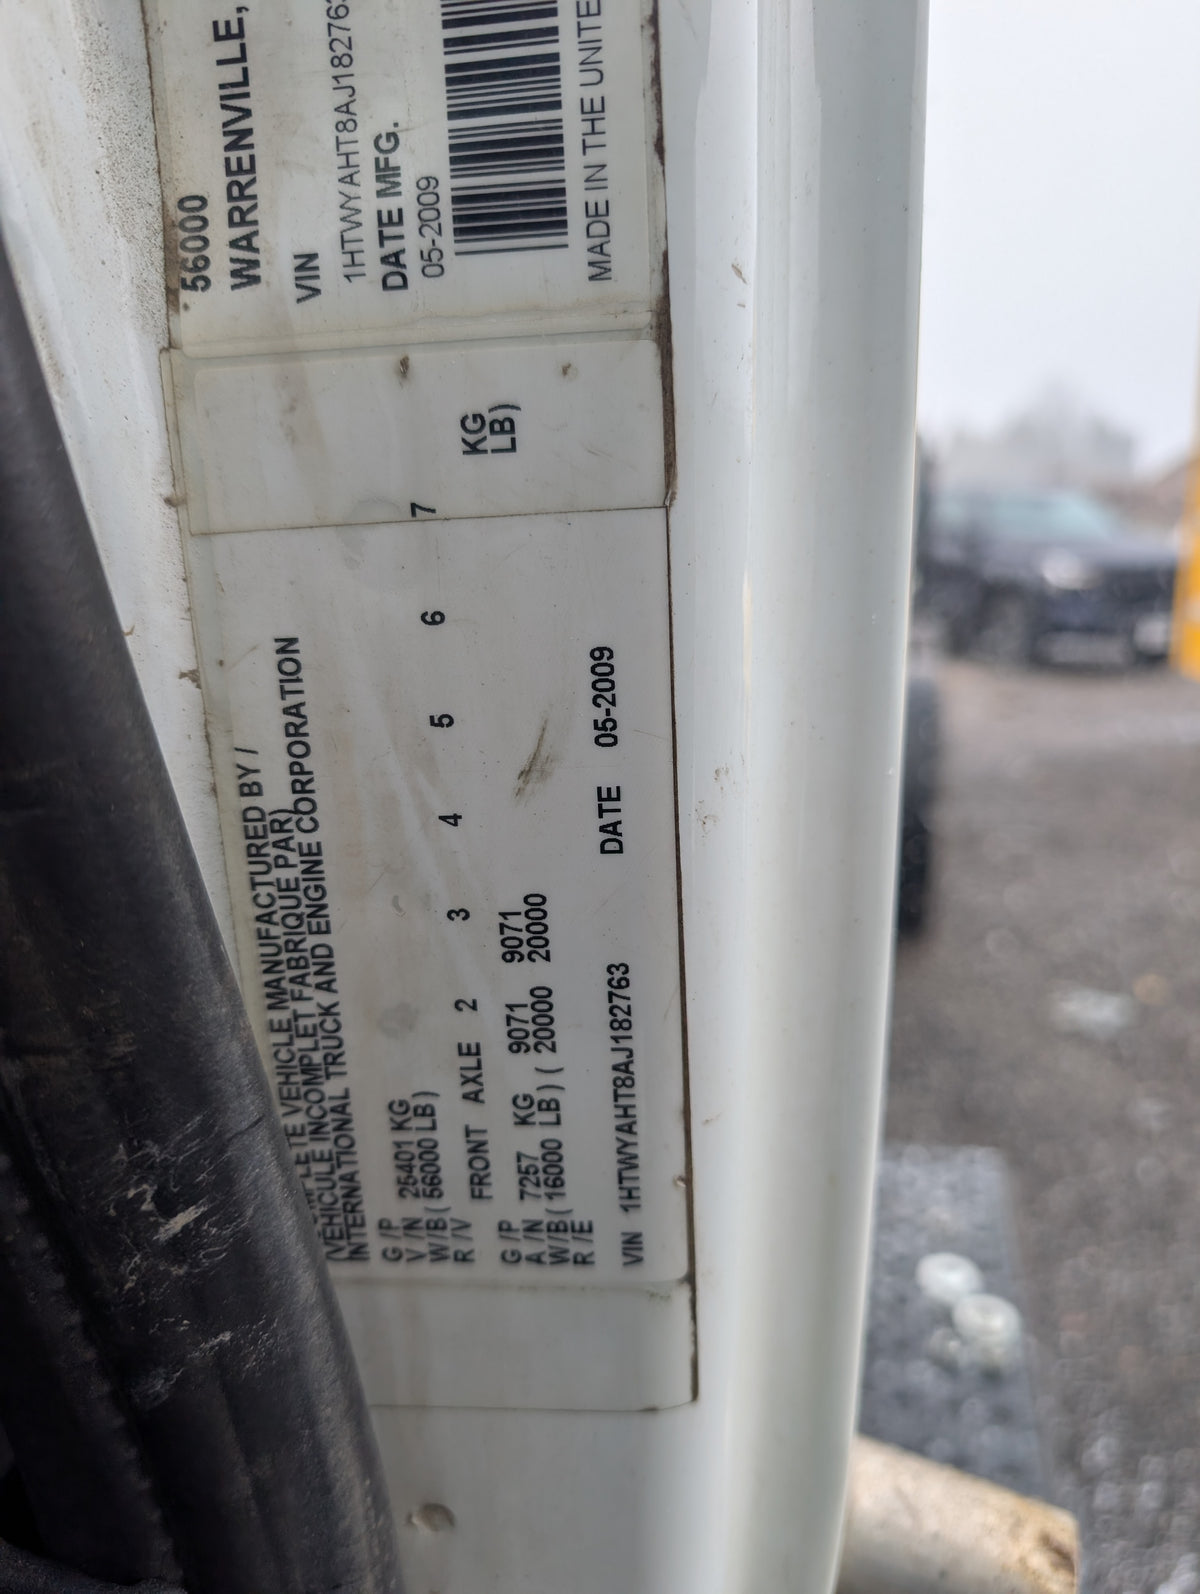 56000
WARRENVILLE,
VIN
1HTWYAHT8AJ182763
DATE MFG.
05-2009
MADE IN THE UNITE
VEHICLE MANUFACTURED BY /
(VEHICULE INCOMPLET FABRIQUE PAR)
INTERNATIONAL TRUCK AND ENGINE CORPORATION
G /P
V /N 25401 KG
W/B ( 56000 LB )
R /V
FRONT AXLE 2 3 4 5 6 7
G /P
A /N 7257 KG 9071 9071 KG
W/B ( 16000 LB ) ( 20000 20000 LB )
R /E
VIN 1HTWYAHT8AJ182763 DATE 05-2009